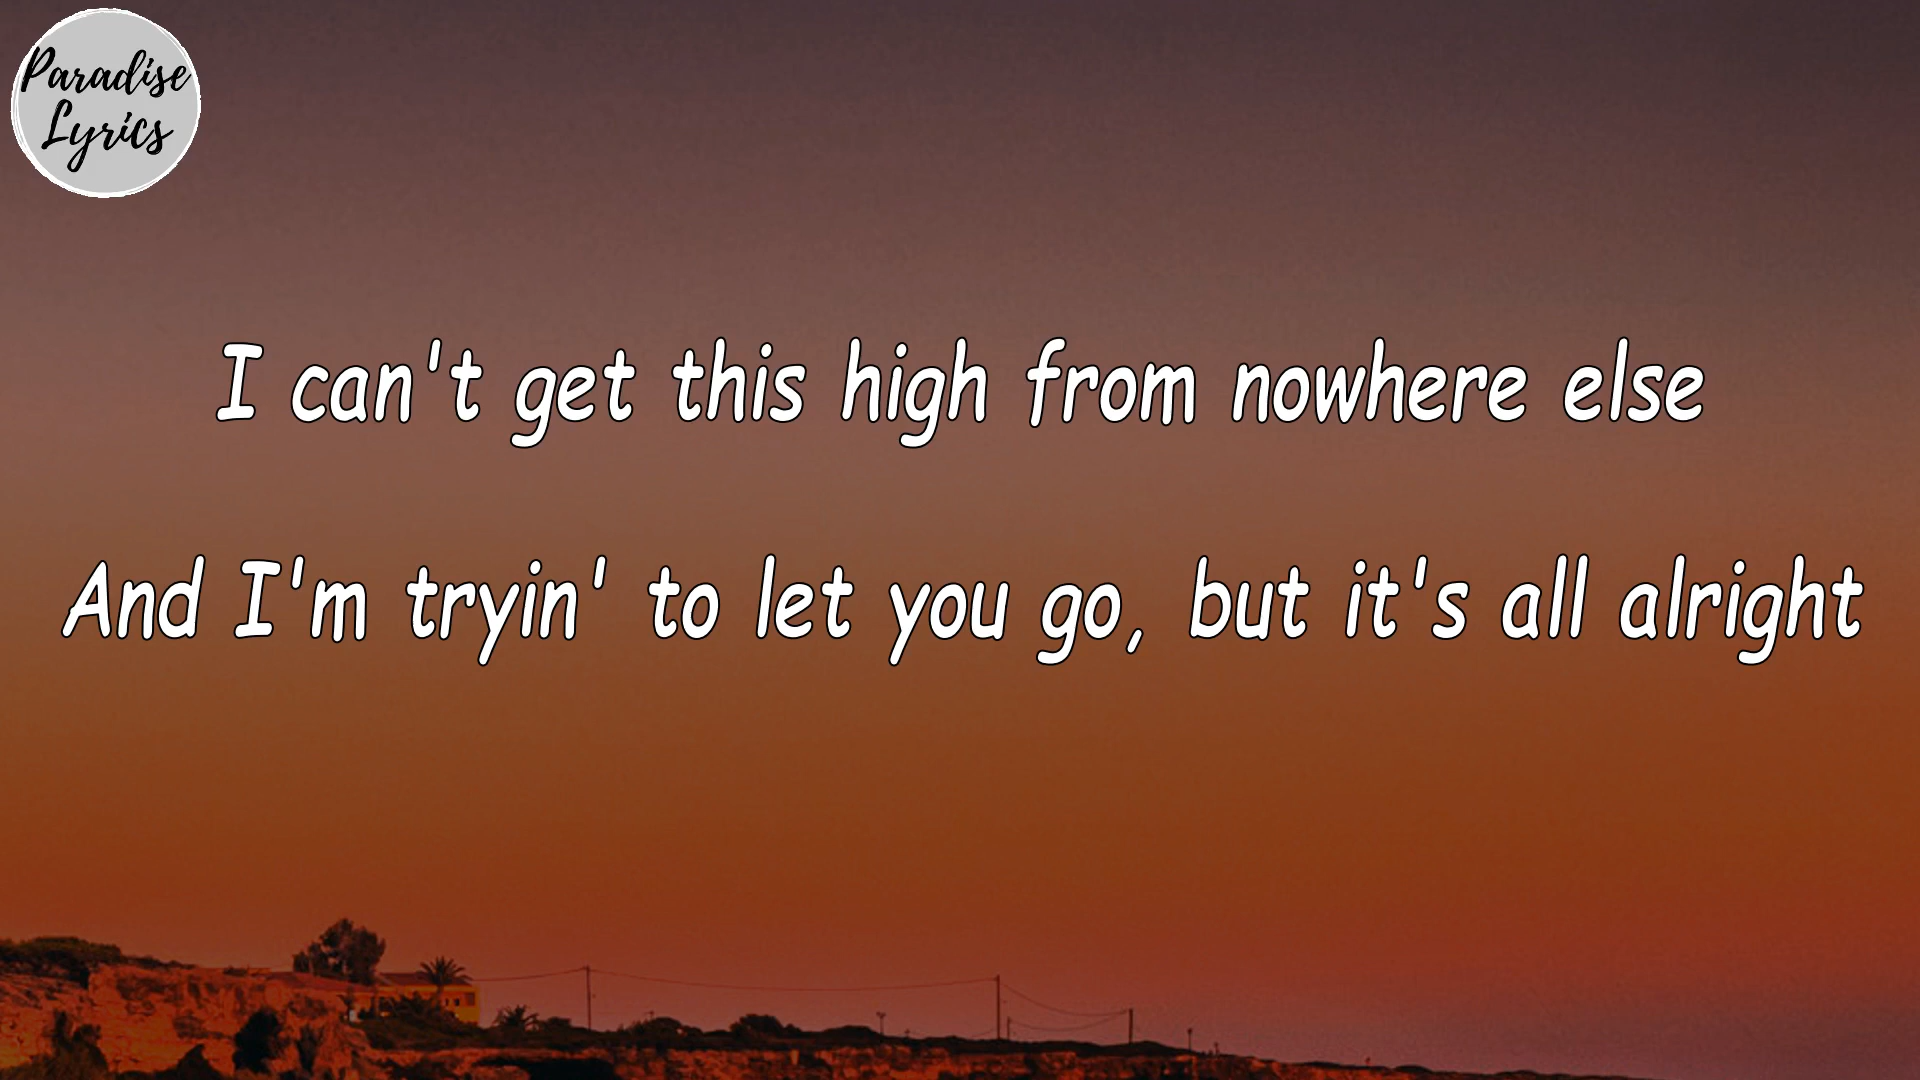 Paradise
Lyrics
I can't get this high from nowhere else
And I'm tryin' to let you go, but it's all alright